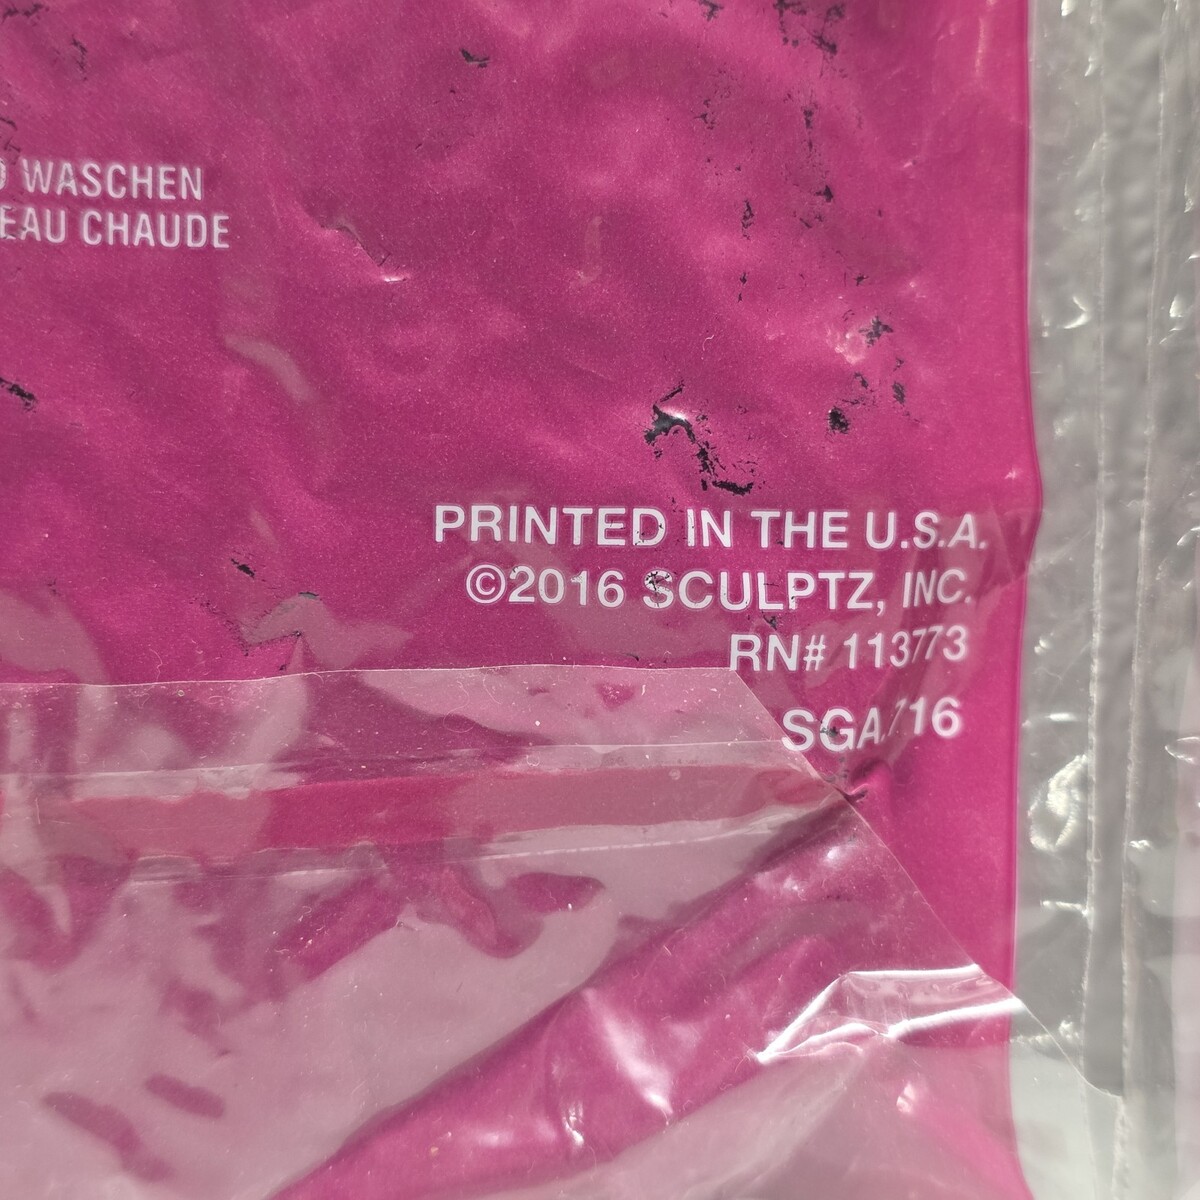 WASCHEN
EAU CHAUDE
PRINTED IN THE U.S.A.
©2016 SCULPTZ, INC.
RN# 113773